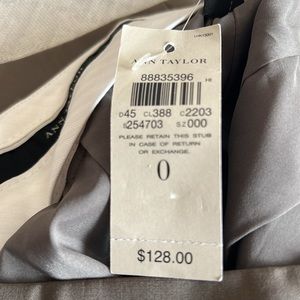 ANN TAYLOR
88835396
D45 CL388 C2203
S254703 SZ000
PLEASE RETAIN THIS STUB
IN CASE OF RETURN
OR EXCHANGE.
0
$128.00